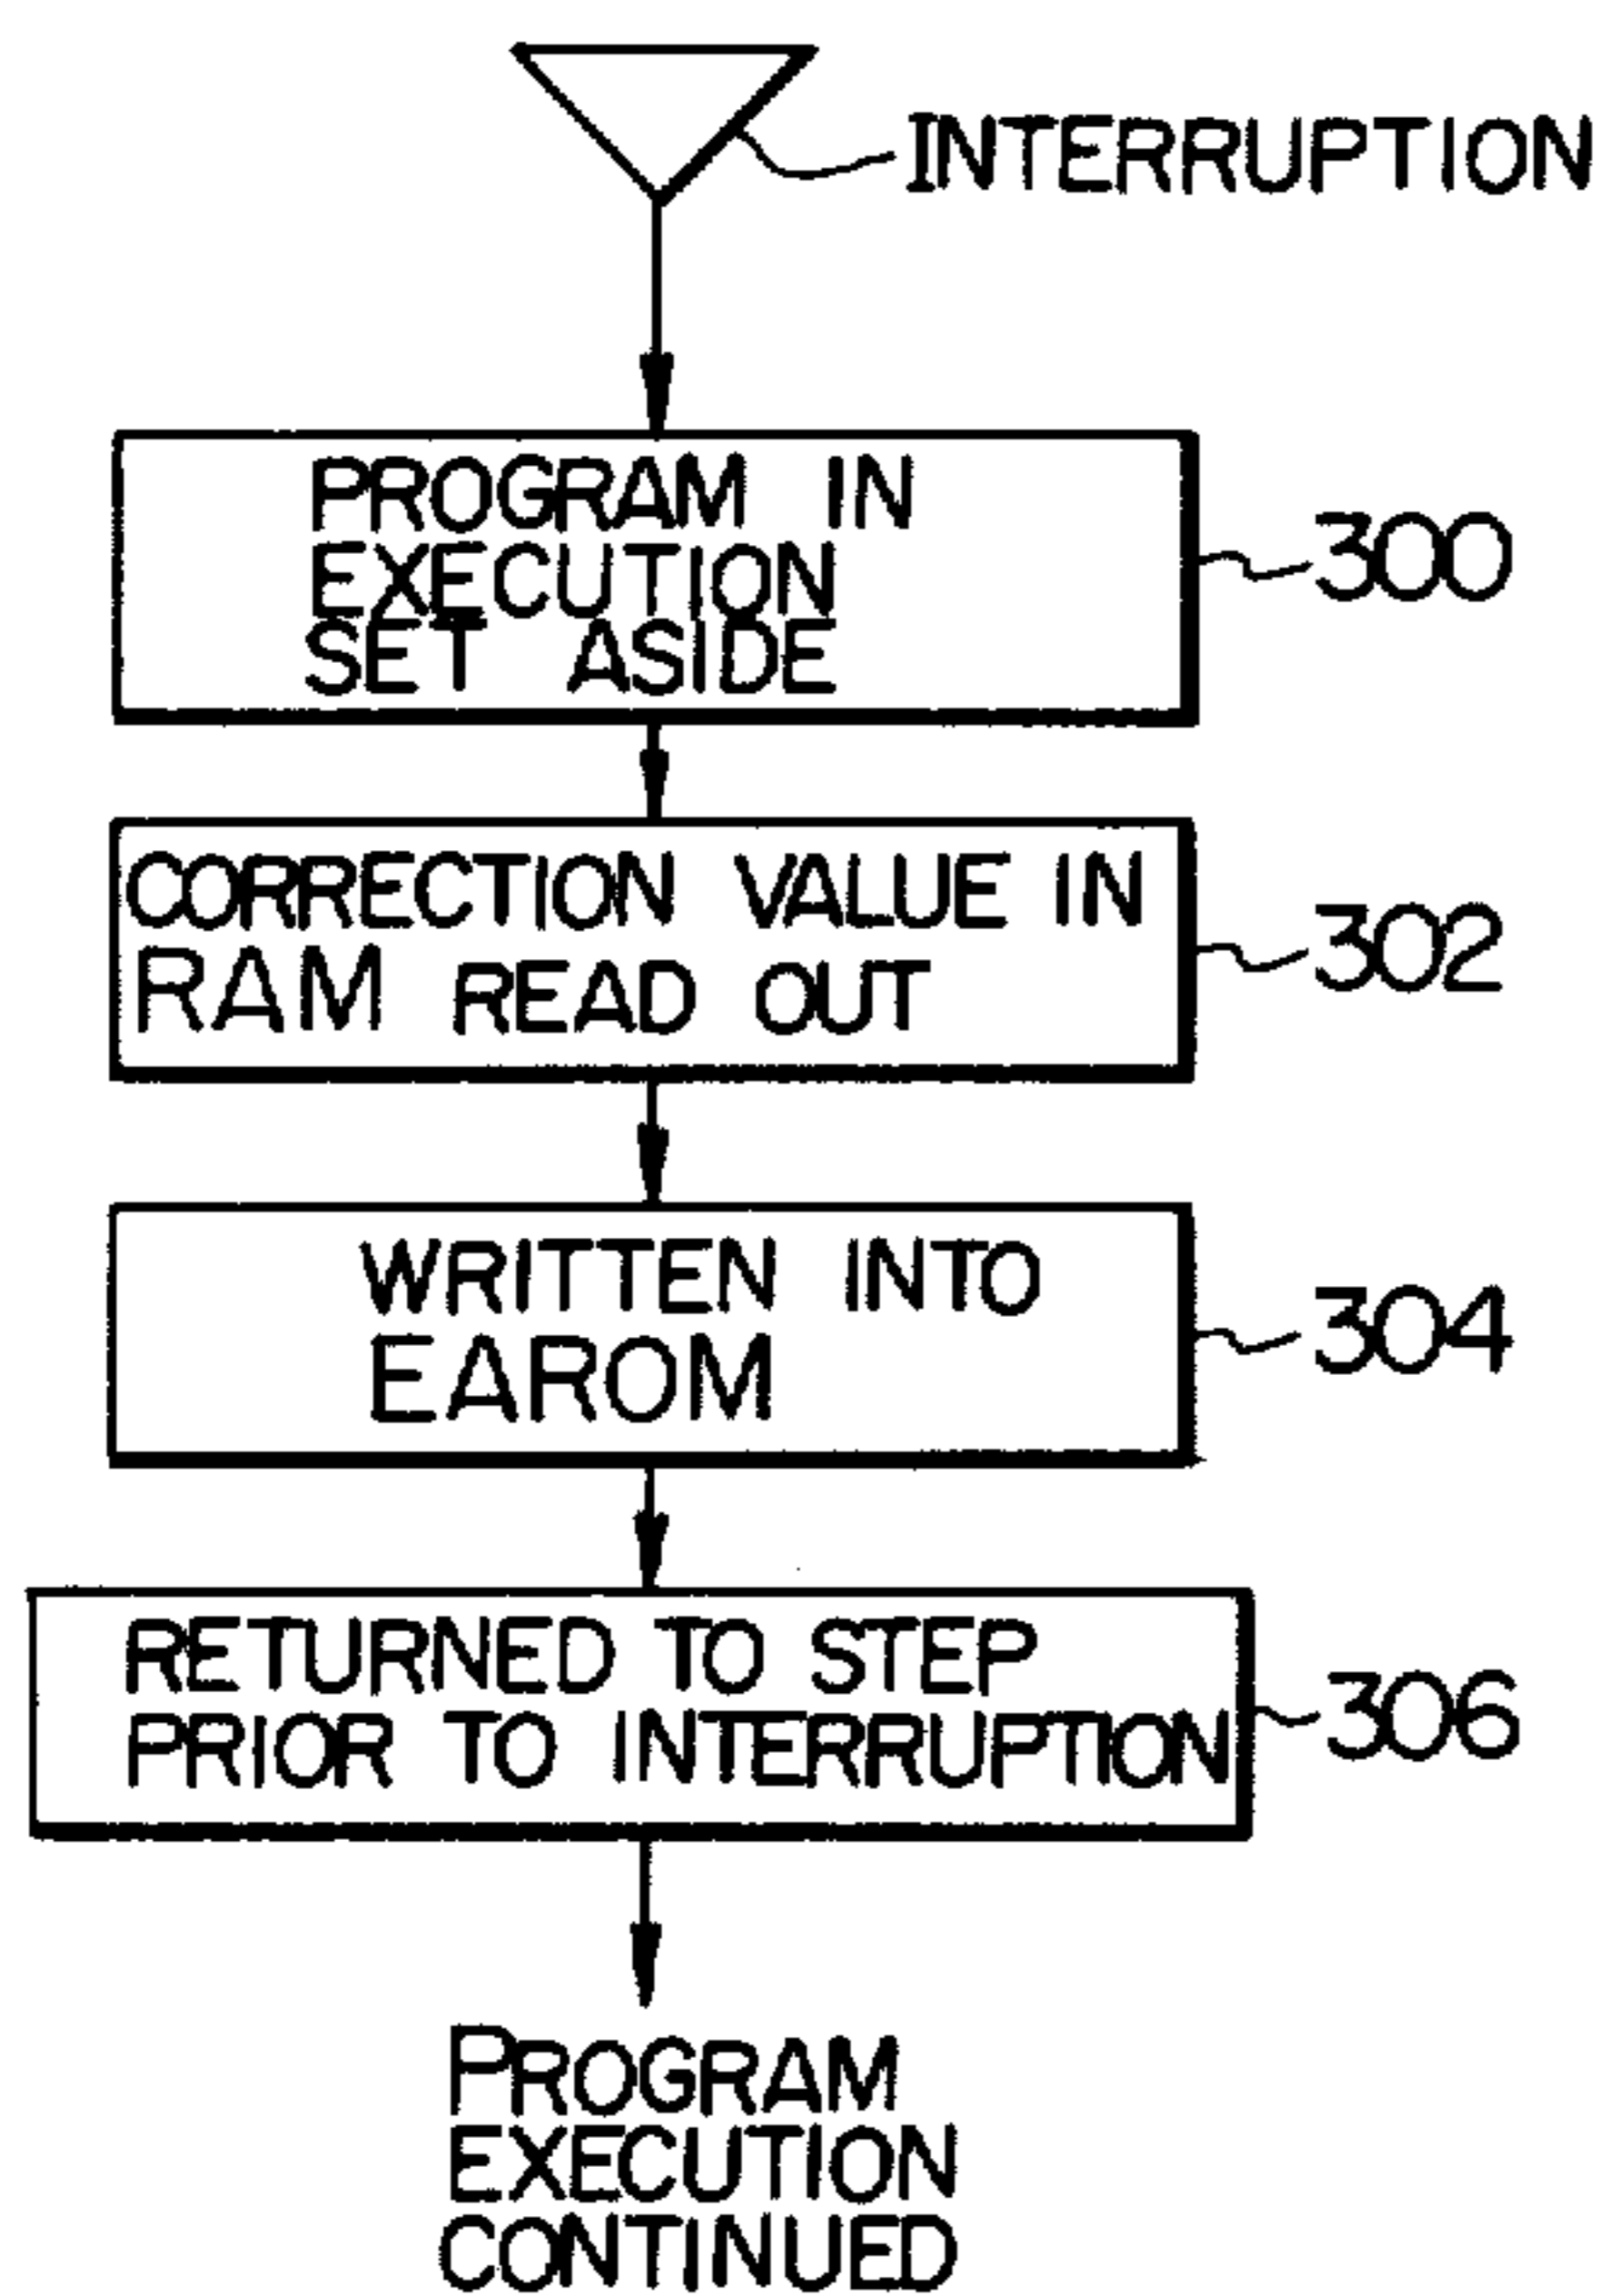 INTERRUPTION
PROGRAM IN
EXECUTION
SET ASIDE
300
CORRECTION VALUE IN
RAM READ OUT
302
WRITTEN INTO
EAROM
304
RETURNED TO STEP
PRIOR TO INTERRUPTION
306
PROGRAM
EXECUTION
CONTINUED